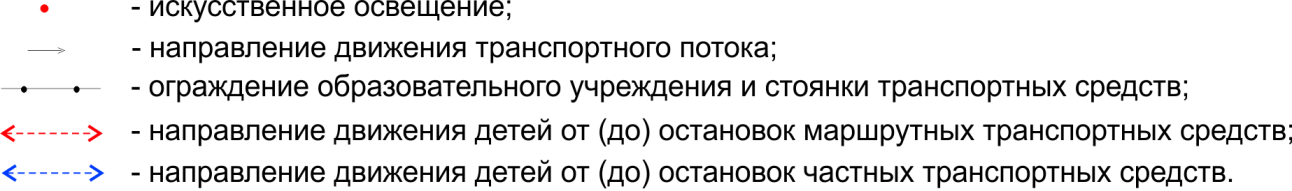 - искусственное освещение;
- направление движения транспортного потока;
- ограждение образовательного учреждения и стоянки транспортных средств;
- направление движения детей от (до) остановок маршрутных транспортных средств;
- направление движения детей от (до) остановок частных транспортных средств.